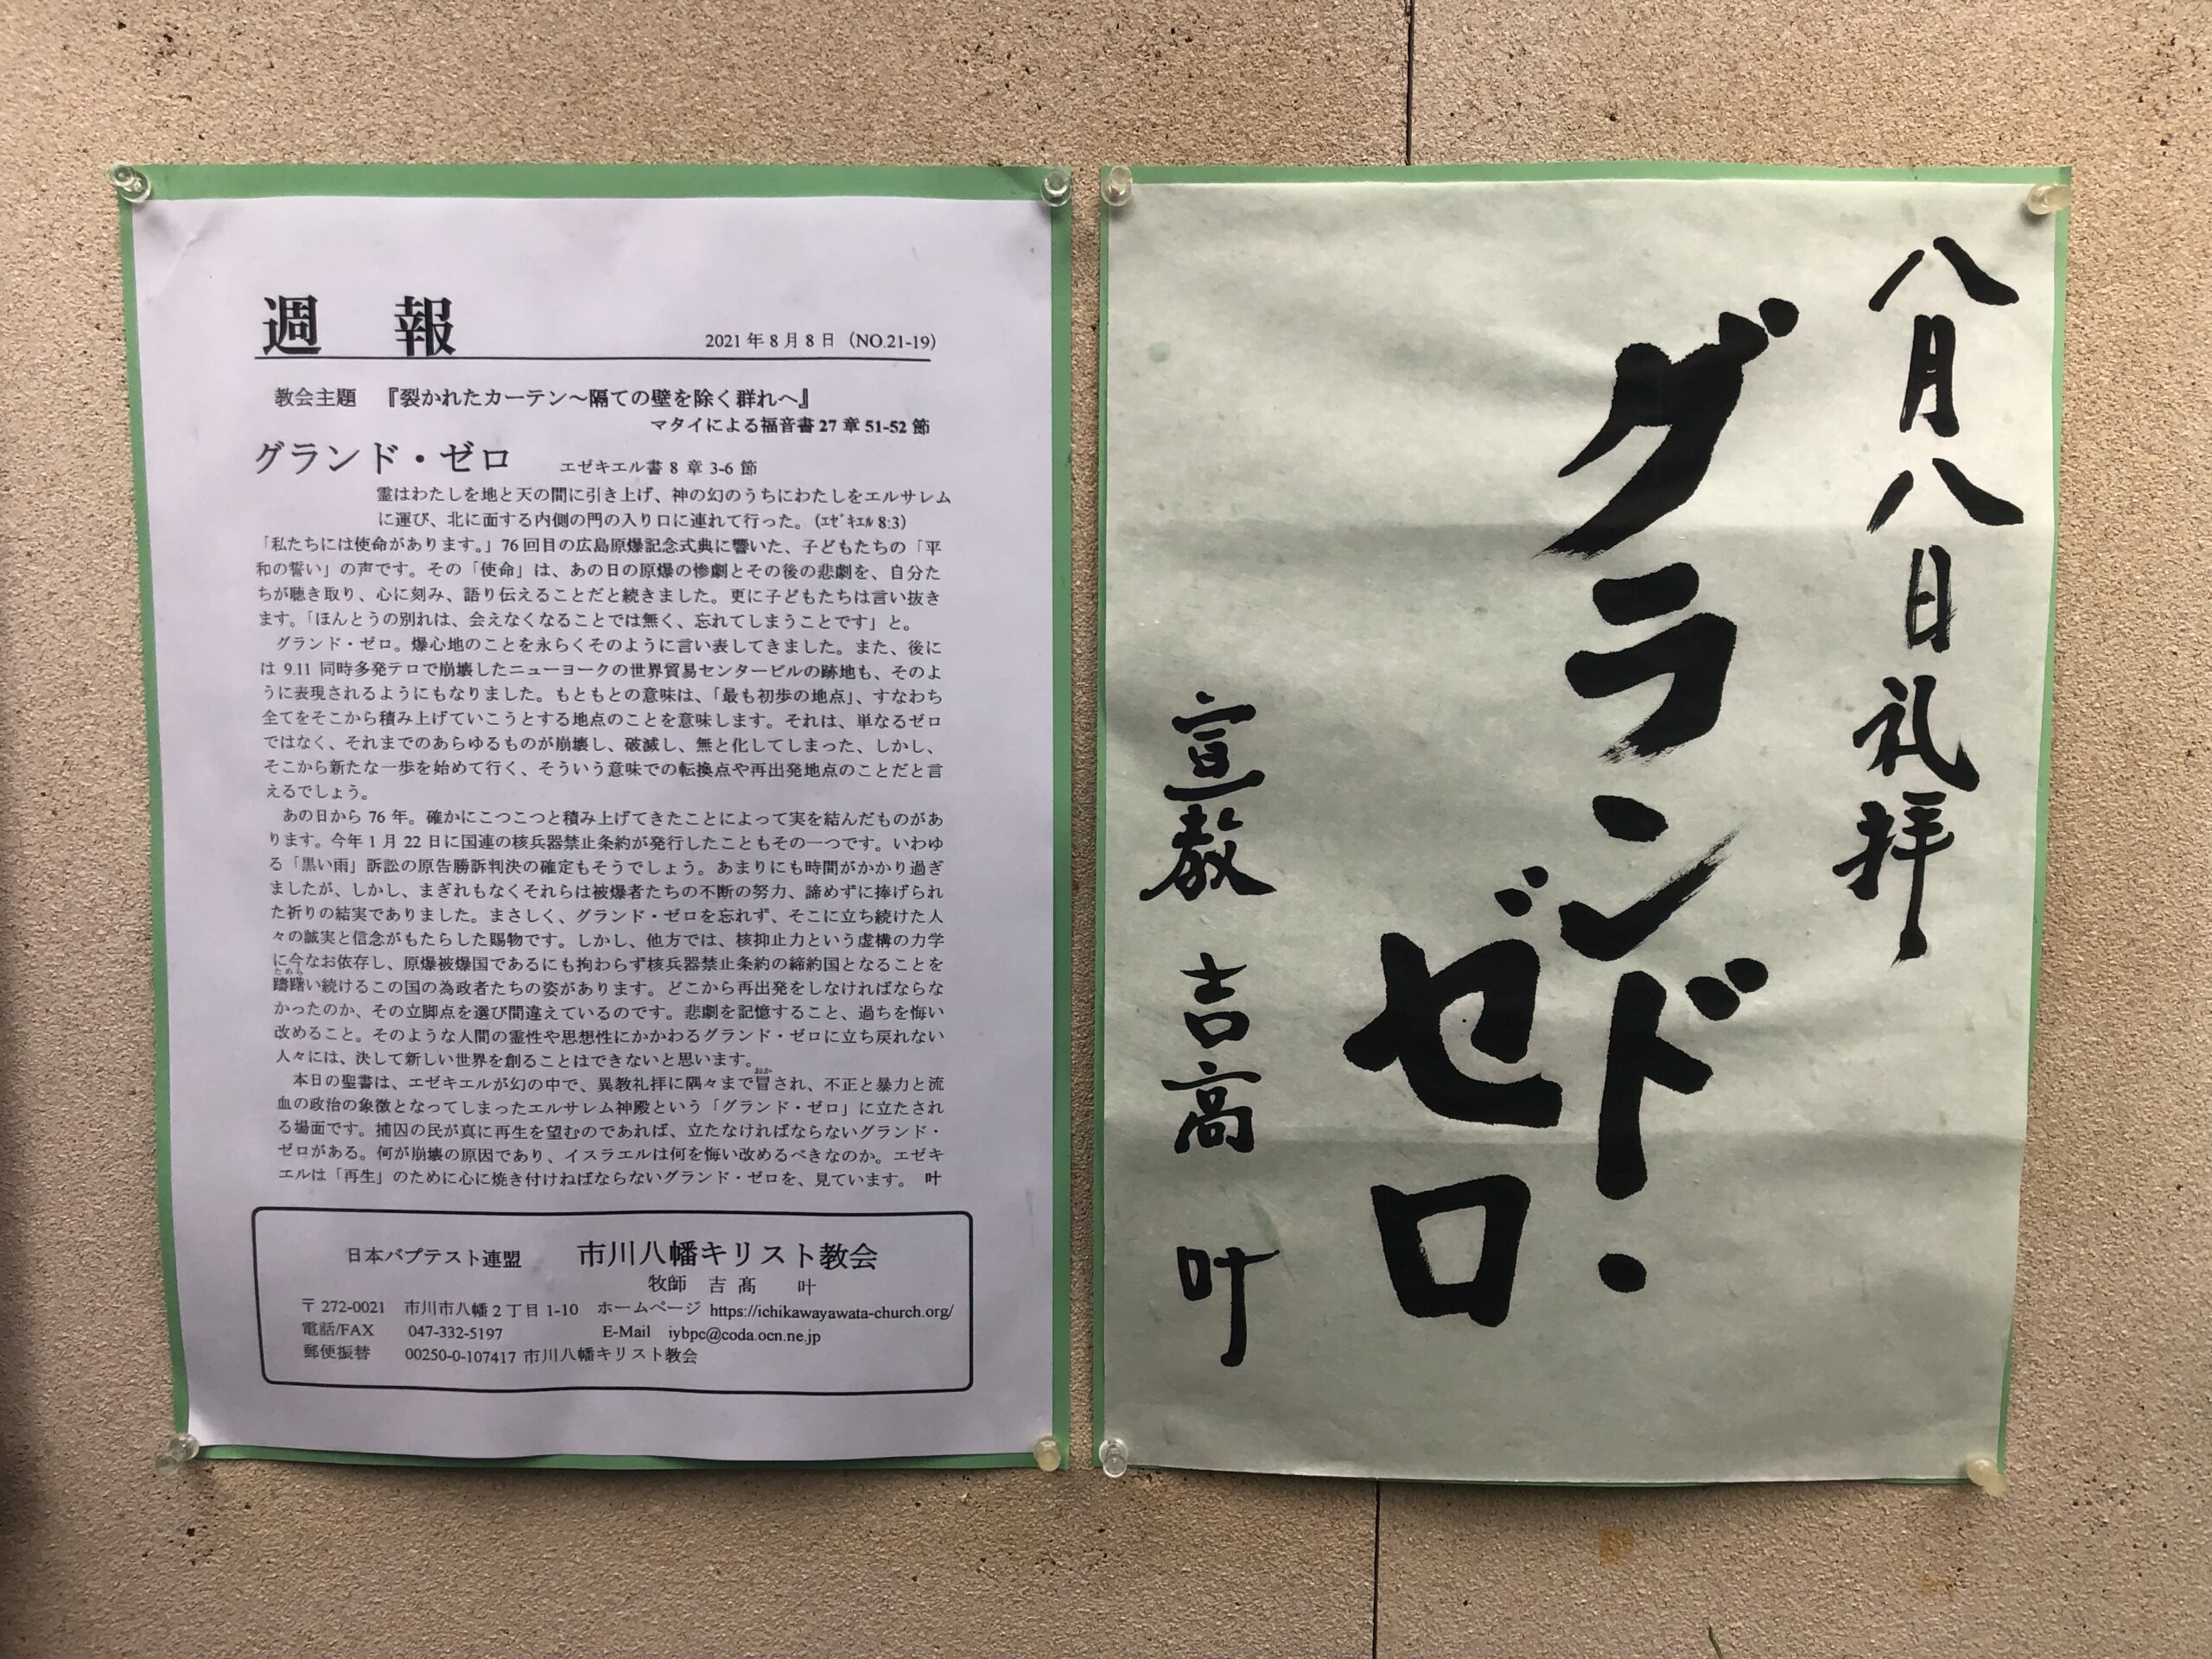 週 報
2021年8月8日（NO.21-19）
教会主題 『裂かれたカーテン～隔ての壁を除く群れへ』
マタイによる福音書27章51-52節
グランド・ゼロ エゼキエル書8章3-6節
霊はわたしを地と天の間に引き上げ、神の幻のうちにわたしをエルサレム
に運び、北に面する内側の門の入り口に連れて行った。（ｴｾﾞｷｴﾙ8:3）
「私たちには使命があります。」76回目の広島原爆記念式典に響いた、子どもたちの「平
和の誓い」の声です。その「使命」は、あの日の原爆の惨劇とその後の悲劇を、自分た
ちが聴き取り、心に刻み、語り伝えることだと続きました。更に子どもたちは言い抜き
ます。「ほんとうの別れは、会えなくなることでは無く、忘れてしまうことです」と。
グランド・ゼロ。爆心地のことを永らくそのように言い表してきました。また、後に
は9.11同時多発テロで崩壊したニューヨークの世界貿易センタービルの跡地も、そのよ
うに表現されるようにもなりました。もともとの意味は、「最も初歩の地点」、すなわち
全てをそこから積み上げていこうとする地点のことを意味します。それは、単なるゼロ
ではなく、それまでのあらゆるものが崩壊し、破滅し、無と化してしまった、しかし、
そこから新たな一歩を始めて行く、そういう意味での転換点や再出発地点のことだと言
えるでしょう。
あの日から76年。確かにこつこつと積み上げてきたことによって実を結んだものがあ
ります。今年1月22日に国連の核兵器禁止条約が発行したこともその一つです。いわゆ
る「黒い雨」訴訟の原告勝訴判決の確定もそうでしょう。あまりにも時間がかかり過ぎ
ましたが、しかし、まぎれもなくそれらは被爆者たちの不断の努力、諦めずに捧げられ
た祈りの結実でありました。まさしく、グランド・ゼロを忘れず、そこに立ち続けた人
々の誠実と信念がもたらした賜物です。しかし、他方では、核抑止力という虚構の力学
に今なお依存し、原爆被爆国であるにも拘わらず核兵器禁止条約の締約国となることを
ためら
躊躇い続けるこの国の為政者たちの姿があります。どこから再出発をしなければならな
かったのか、その立脚点を選び間違えているのです。悲劇を記憶すること、過ちを悔い
改めること。そのような人間の霊性や思想性にかかわるグランド・ゼロに立ち戻れない
人々には、決して新しい世界を創ることはできないと思います。
おか
本日の聖書は、エゼキエルが幻の中で、異教礼拝に隅々まで冒され、不正と暴力と流
血の政治の象徴となってしまったエルサレム神殿という「グランド・ゼロ」に立たされ
る場面です。捕囚の民が真に再生を望むのであれば、立たなければならないグランド・
ゼロがある。何が崩壊の原因であり、イスラエルは何を悔い改めるべきなのか。エゼキ
エルは「再生」のために心に焼き付けねばならないグランド・ゼロを、見ています。 叶
日本バプテスト連盟 市川八幡キリスト教会
牧師 吉髙 叶
〒272-0021 市川市八幡2丁目1-10 ホームページ https://ichikawayawata-church.org/
電話/FAX 047-332-5197 E-Mail iybpc@coda.ocn.ne.jp
郵便振替 00250-0-107417 市川八幡キリスト教会
八月八日礼拝
グランド・
ゼロ
宣教 吉高 叶